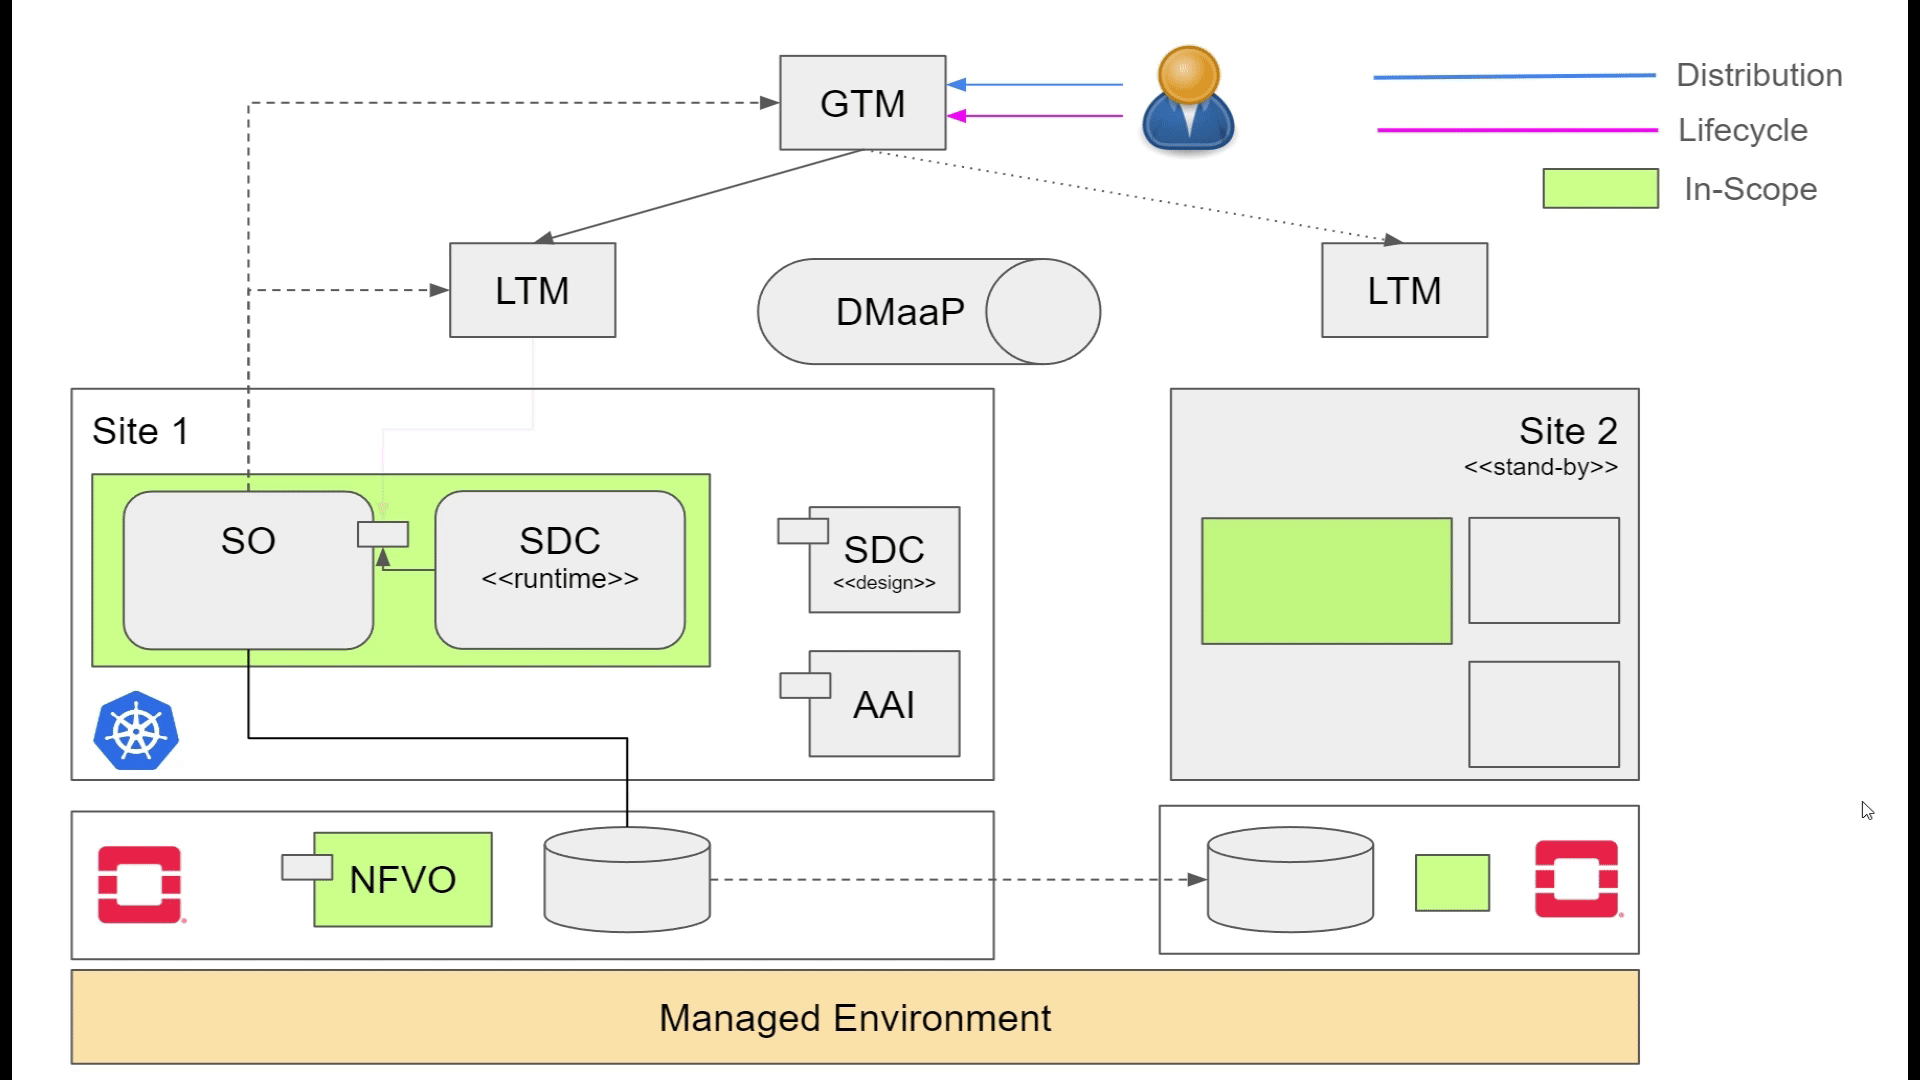 GTM
Distribution
Lifecycle
In-Scope
LTM
DMaaP
LTM
Site 1
Site 2
<<stand-by>>
SO
SDC
<<runtime>>
SDC
<<design>>
AAI
NFVO
Managed Environment